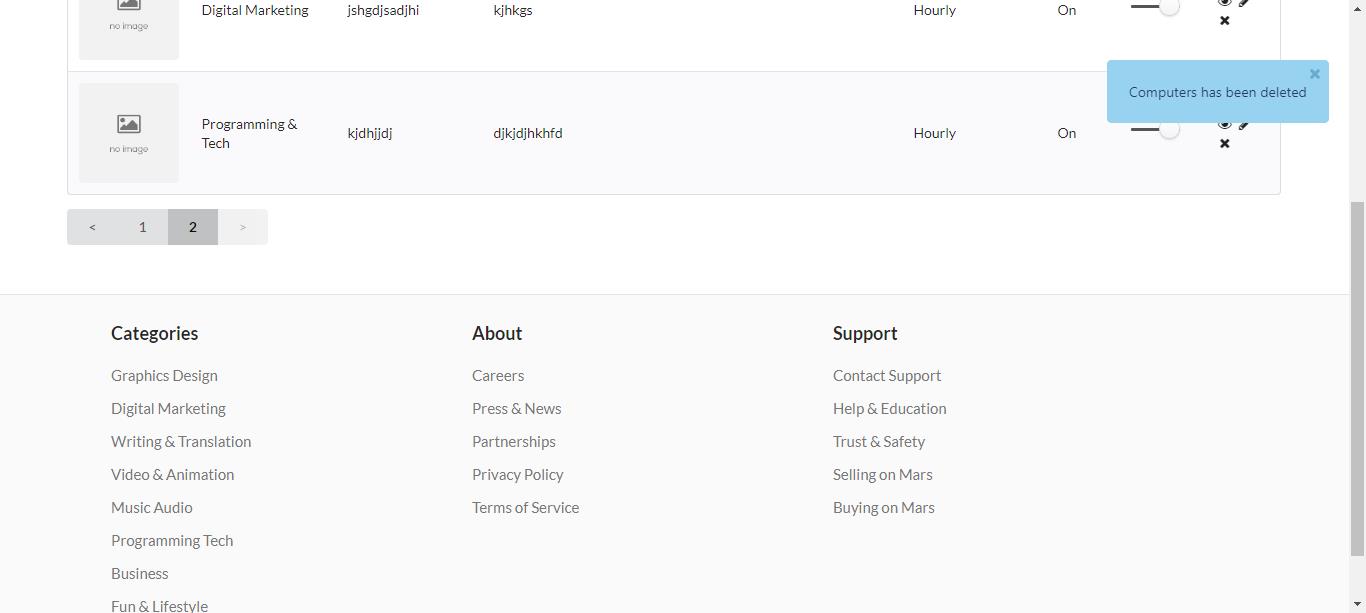 no image
Digital Marketing
jshgdjsadjhi
kjhkgs
Hourly
On
Computers has been deleted
no image
Programming &
Tech
kjdhjjdj
djkjdjhkhfd
Hourly
On
<
1
2
>
Categories
Graphics Design
Digital Marketing
Writing & Translation
Video & Animation
Music Audio
Programming Tech
Business
Fun & Lifestyle
About
Careers
Press & News
Partnerships
Privacy Policy
Terms of Service
Support
Contact Support
Help & Education
Trust & Safety
Selling on Mars
Buying on Mars